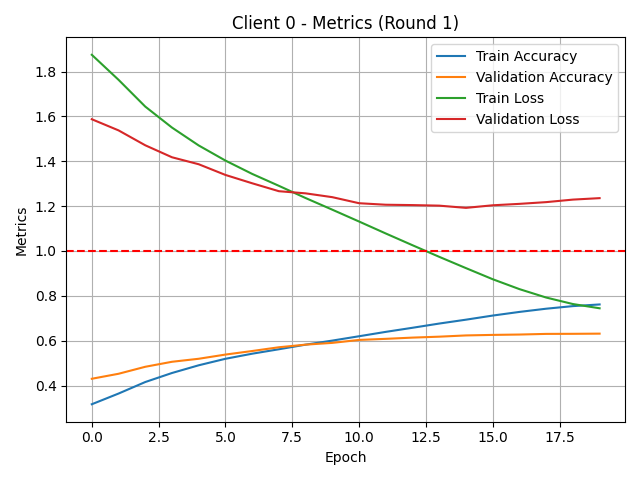 Client 0 - Metrics (Round 1)
Train Accuracy
Validation Accuracy
Train Loss
Validation Loss
Metrics
1.8
1.6
1.4
1.2
1.0
0.8
0.6
0.4
0.0
2.5
5.0
7.5
10.0
12.5
15.0
17.5
Epoch